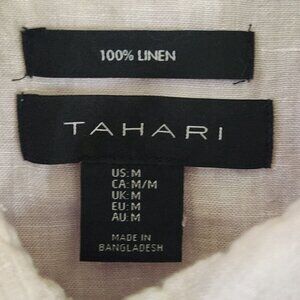 100% LINEN
TAHARI
US: M
CA: M/M
UK: M
EU: M
AU: M
MADE IN
BANGLADESH